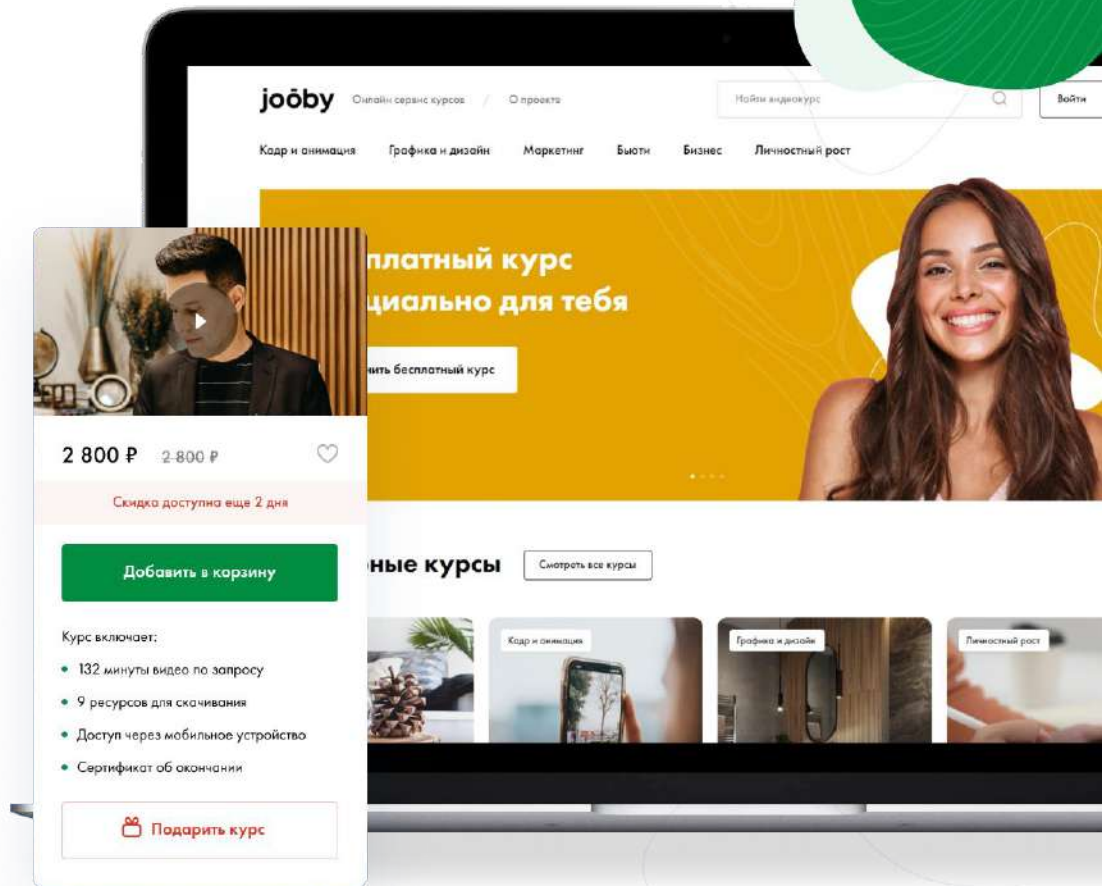 joōby
Онлайн сервис курсов / О проекте
Найти видиокурс
Войти
Кадр и анимация
Графика и дизайн
Маркетинг
Бьюти
Бизнес
Личностный рост
платный курс
циально для тебя
чить бесплатный курс
2 800 ₽ 2 800 ₽
Скидка доступна еще 2 дня
Добавить в корзину
Курс включает:
132 минуты видео по запросу
9 ресурсов для скачивания
Доступ через мобильное устройство
Сертификат об окончании
Подарить курс
ные курсы
Смотреть все курсы
Кадр и анимация
Графика и дизайн
Личностный рост